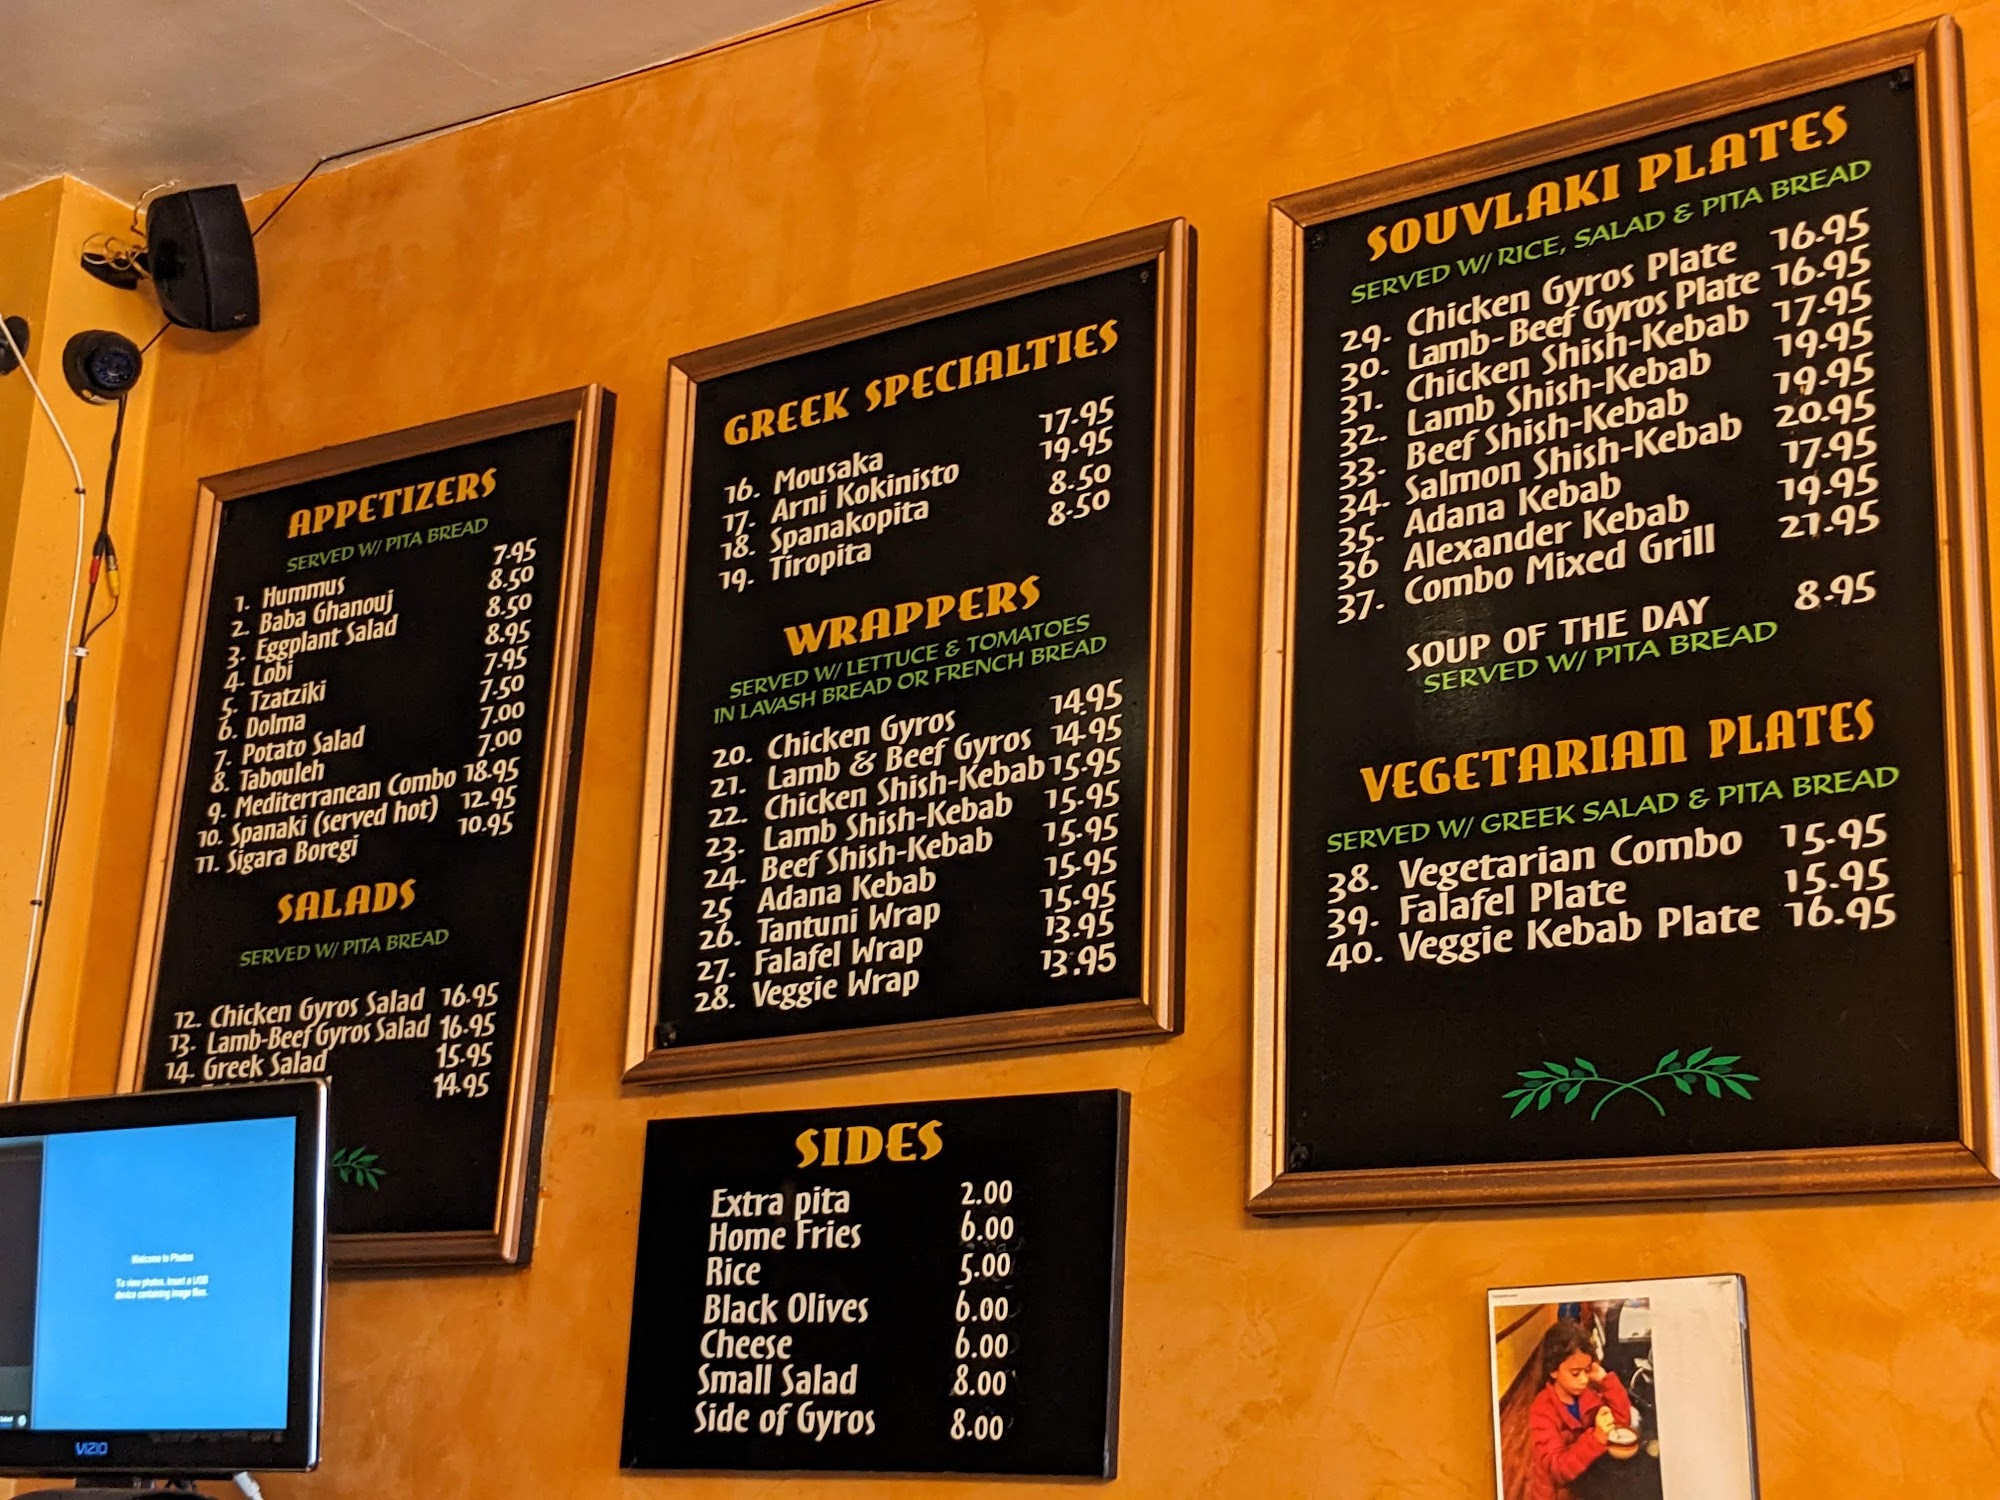 APPETIZERS
SERVED W/ PITA BREAD
1. Hummus 7.95
2. Baba Ghanouj 8.50
3. Eggplant Salad 8.50
4. Lobi 8.95
5. Tzatziki 7.95
6. Dolma 7.50
7. Potato Salad 7.00
8. Tabouleh 7.00
9. Mediterranean Combo 18.95
10. Spanaki (served hot) 12.95
11. Sigara Boregi 10.95
SALADS
SERVED W/ PITA BREAD
12. Chicken Gyros Salad 16.95
13. Lamb-Beef Gyros Salad 16.95
14. Greek Salad 15.95
14.95
GREEK SPECIALTIES
16. Mousaka 17.95
17. Arni Kokinisto 19.95
18. Spanakopita 8.50
19. Tiropita 8.50
WRAPPERS
SERVED W/ LETTUCE & TOMATOES
IN LAVASH BREAD OR FRENCH BREAD
20. Chicken Gyros 14.95
21. Lamb & Beef Gyros 14.95
22. Chicken Shish-Kebab 15.95
23. Lamb Shish-Kebab 15.95
24. Beef Shish-Kebab 15.95
25 Adana Kebab 15.95
26. Tantuni Wrap 15.95
27. Falafel Wrap 13.95
28. Veggie Wrap 13.95
SIDES
Extra pita 2.00
Home Fries 6.00
Rice 5.00
Black Olives 6.00
Cheese 6.00
Small Salad 8.00
Side of Gyros 8.00
SOUVLAKI PLATES
SERVED W/ RICE, SALAD & PITA BREAD
29. Chicken Gyros Plate 16.95
30. Lamb-Beef Gyros Plate 16.95
31. Chicken Shish-Kebab 17.95
32. Lamb Shish-Kebab 19.95
33. Beef Shish-Kebab 19.95
34. Salmon Shish-Kebab 20.95
35. Adana Kebab 17.95
36 Alexander Kebab 19.95
37. Combo Mixed Grill 21.95
SOUP OF THE DAY 8.95
SERVED W/ PITA BREAD
VEGETARIAN PLATES
SERVED W/ GREEK SALAD & PITA BREAD
38. Vegetarian Combo 15.95
39. Falafel Plate 15.95
40. Veggie Kebab Plate 16.95
Welcome to Photos
To view photos, insert a USB
device containing image files.
VIZIO